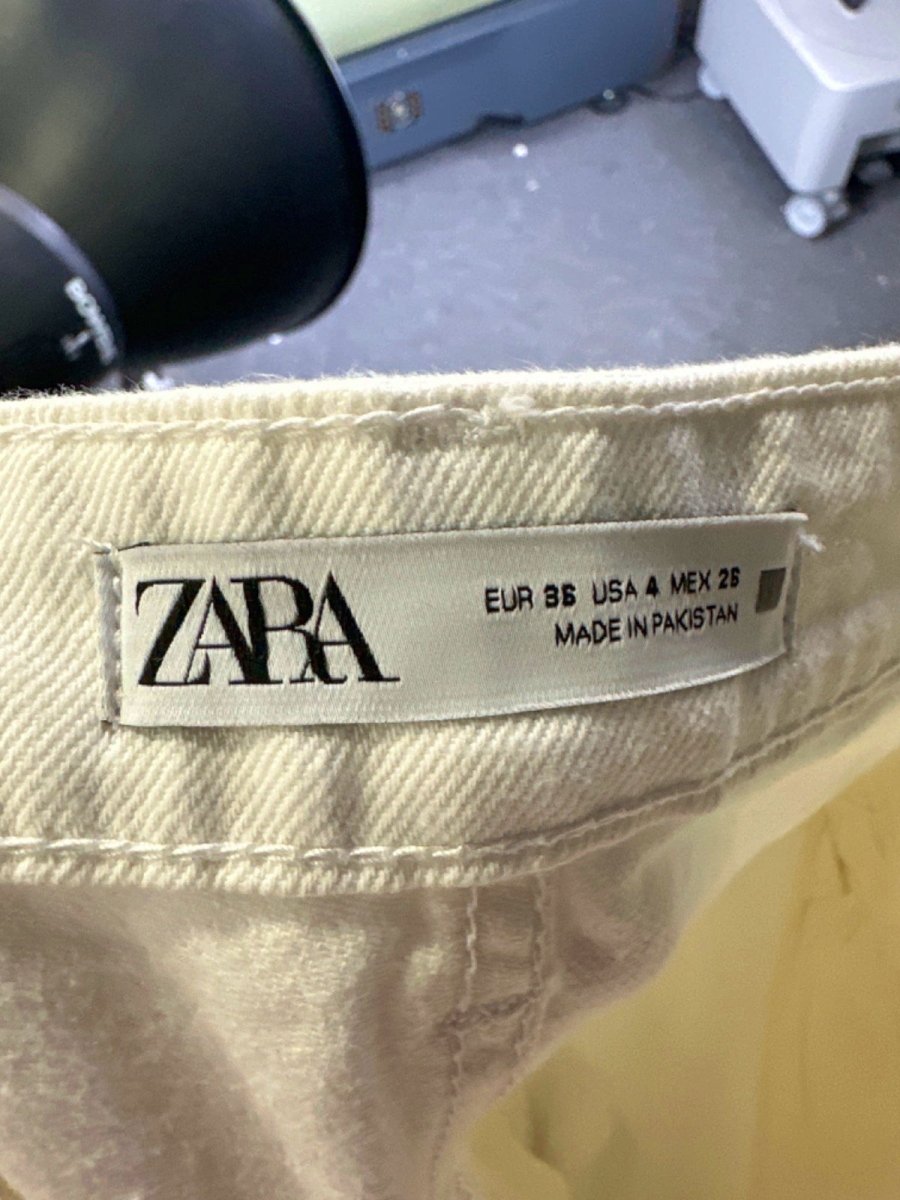 ZARA
EUR 36 USA 4 MEX 26
MADE IN PAKISTAN